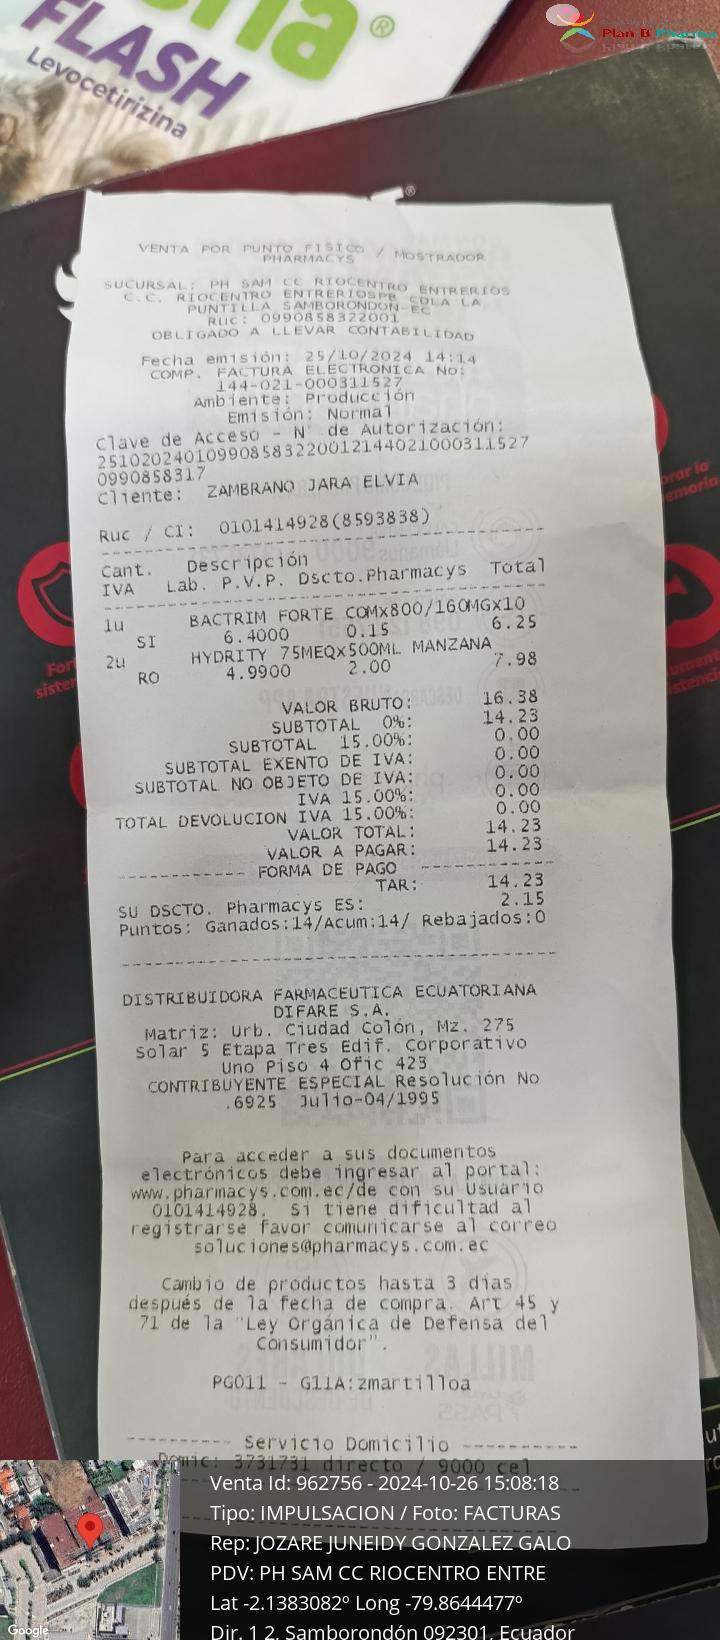 FLASH
Levocetirizina
Plan B Pharma
VENTA POR PUNTO FISICO / MOSTRADOR
PHARMACYS
SUCURSAL: PH SAM CC RIOCENTRO ENTRERIOS
C.C. RIOCENTRO ENTRERIOSPB CDLA LA
PUNTILLA SAMBORONDON-EC
Ruc: 0990858322001
OBLIGADO A LLEVAR CONTABILIDAD
Fecha emisión: 25/10/2024 14:14
COMP. FACTURA ELECTRONICA No:
144-021-000311527
Ambiente: Producción
Emisión: Normal
Clave de Acceso - N° de Autorización:
251020240109908583220012144021000311527
0990858317
Cliente: ZAMBRANO JARA ELVIA
Ruc / CI: 0101414928(8593838)
Cant. Descripción
IVA Lab. P.V.P. Dscto.Pharmacys Total
1u BACTRIM FORTE COMx800/160MGx10
SI 6.4000 0.15 6.25
2u HYDRITY 75MEQx500ML MANZANA
RO 4.9900 2.00 7.98
VALOR BRUTO: 16.38
SUBTOTAL 0%: 14.23
SUBTOTAL 15.00%: 0.00
SUBTOTAL EXENTO DE IVA: 0.00
SUBTOTAL NO OBJETO DE IVA: 0.00
IVA 15.00%: 0.00
TOTAL DEVOLUCION IVA 15.00%: 0.00
VALOR TOTAL: 14.23
VALOR A PAGAR: 14.23
------------ FORMA DE PAGO ------------
TAR: 14.23
SU DSCTO. Pharmacys ES: 2.15
Puntos: Ganados:14/Acum:14/ Rebajados:0
DISTRIBUIDORA FARMACEUTICA ECUATORIANA
DIFARE S.A.
Matriz: Urb. Ciudad Colón, Mz. 275
Solar 5 Etapa Tres Edif. Corporativo
Uno Piso 4 Ofic 423
CONTRIBUYENTE ESPECIAL Resolución No
.6925 Julio-04/1995
Para acceder a sus documentos
electrónicos debe ingresar al portal:
www.pharmacys.com.ec/de con su Usuario
0101414928. Si tiene dificultad al
registrarse favor comunicarse al correo
soluciones@pharmacys.com.ec
Cambio de productos hasta 3 días
después de la fecha de compra. Art 45 y
71 de la "Ley Orgánica de Defensa del
Consumidor".
PG011 - G11A:zmartilloa
---------- Servicio Domicilio ----------
Domic: 3731731 directo / 9000 cel
Venta Id: 962756 - 2024-10-26 15:08:18
Tipo: IMPULSACION / Foto: FACTURAS
Rep: JOZARE JUNEIDY GONZALEZ GALO
PDV: PH SAM CC RIOCENTRO ENTRE
Lat -2.1383082º Long -79.8644477º
Dir. 1 2, Samborondón 092301, Ecuador
Google